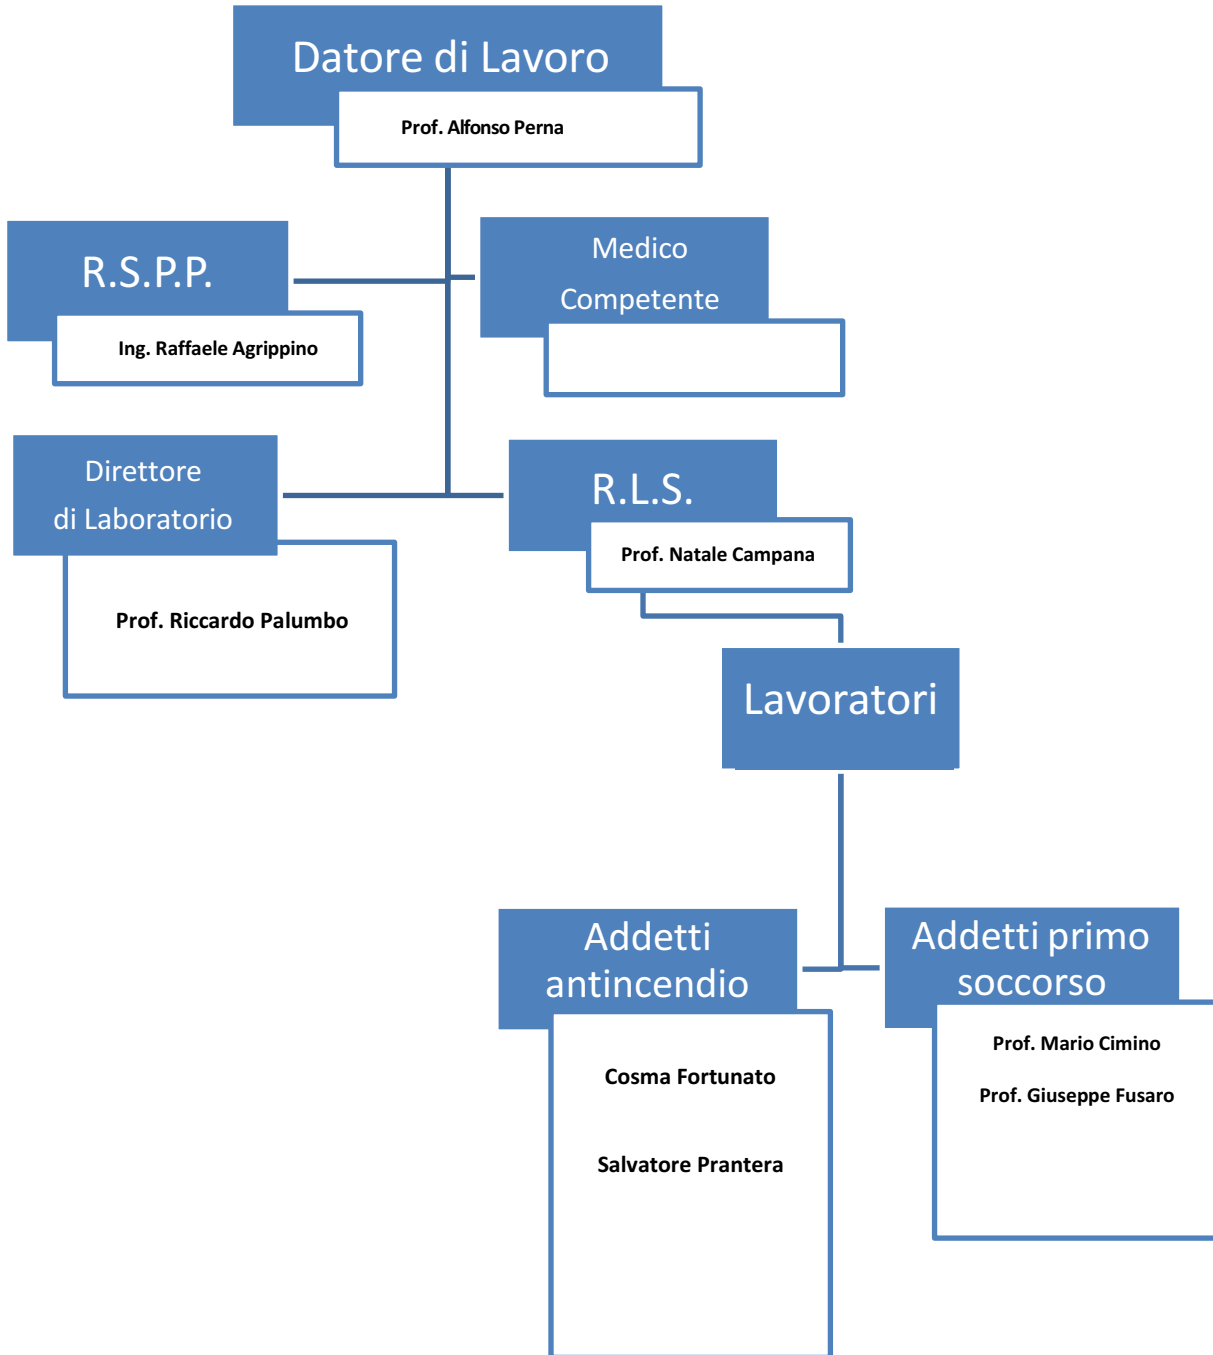 Datore di Lavoro
Prof. Alfonso Perna
R.S.P.P.
Ing. Raffaele Agrippino
Medico
Competente
Direttore
di Laboratorio
Prof. Riccardo Palumbo
R.L.S.
Prof. Natale Campana
Lavoratori
Addetti
antincendio
Cosma Fortunato
Salvatore Prantera
Addetti primo
soccorso
Prof. Mario Cimino
Prof. Giuseppe Fusaro